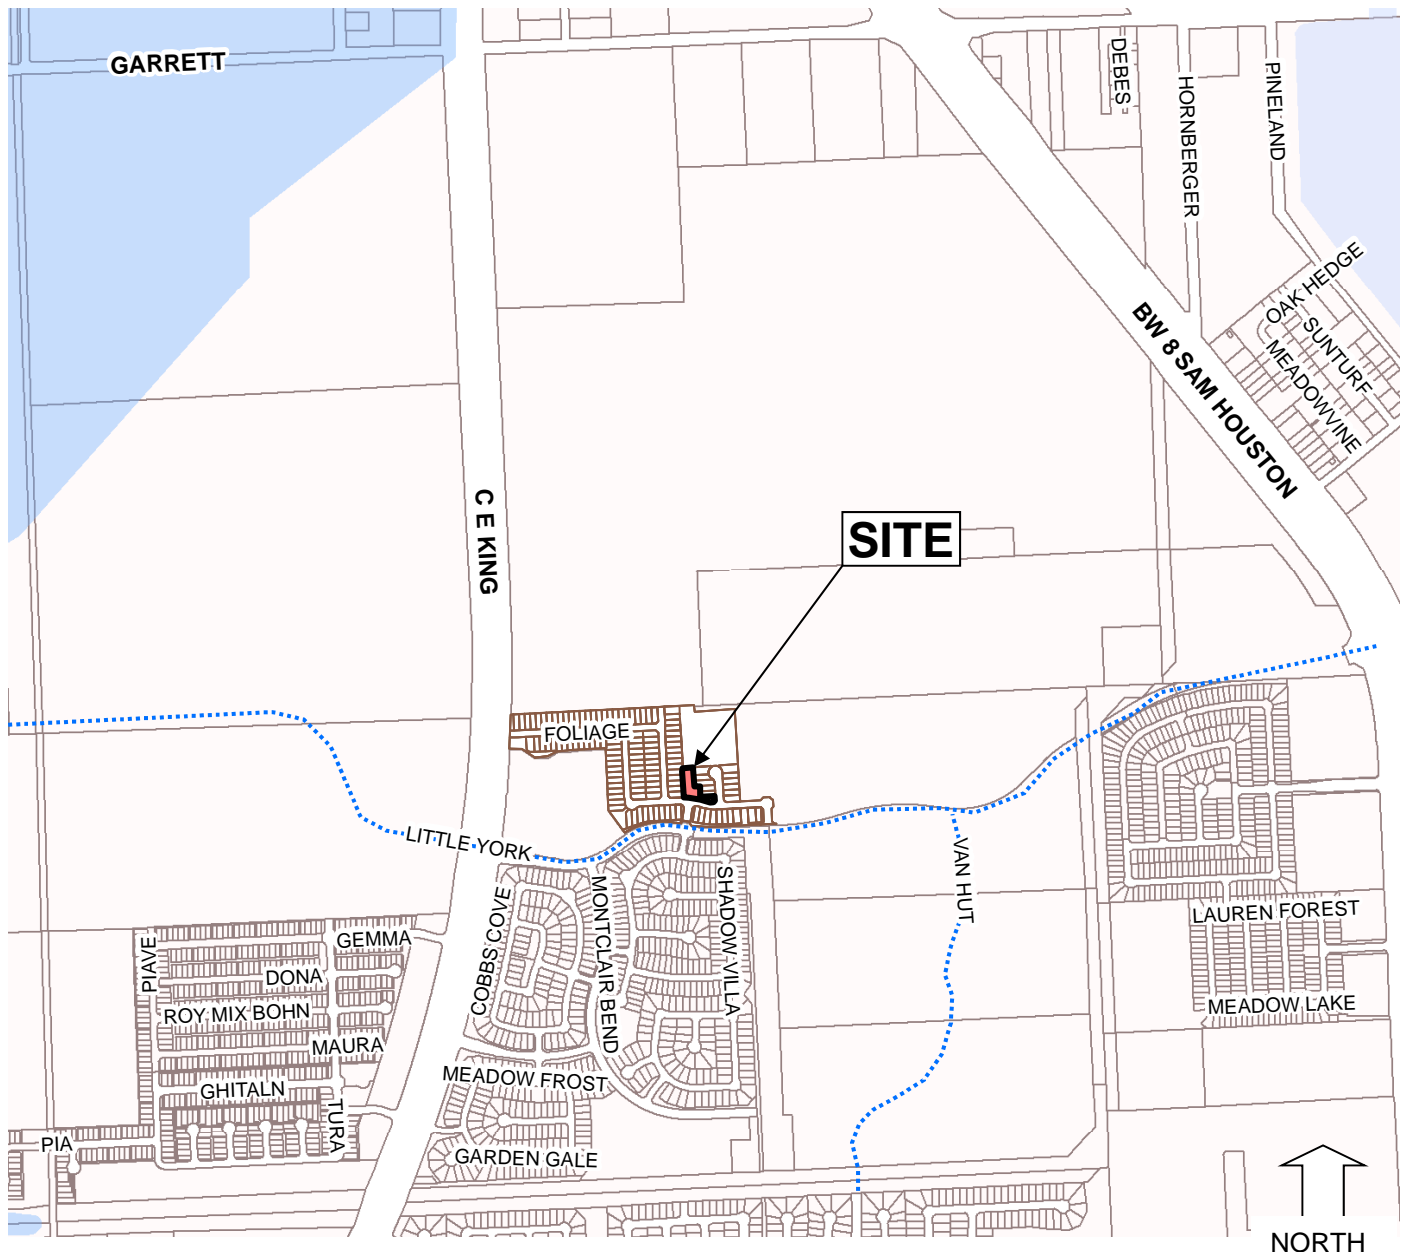 GARRETT
DEBES
HORNBERGER
PINELAND
OAK HEDGE
SUNTURF
MEADOWVINE
BW 8 SAM HOUSTON
C E KING
SITE
FOLIAGE
LITTLE YORK
VAN HUT
COBBS COVE
MONTCLAIR BEND
SHADOW VILLA
LAUREN FOREST
MEADOW LAKE
PIAVE
GEMMA
DONA
ROY MIX BOHN
MAURA
GHITALN
TURA
MEADOW FROST
GARDEN GALE
PIA
NORTH